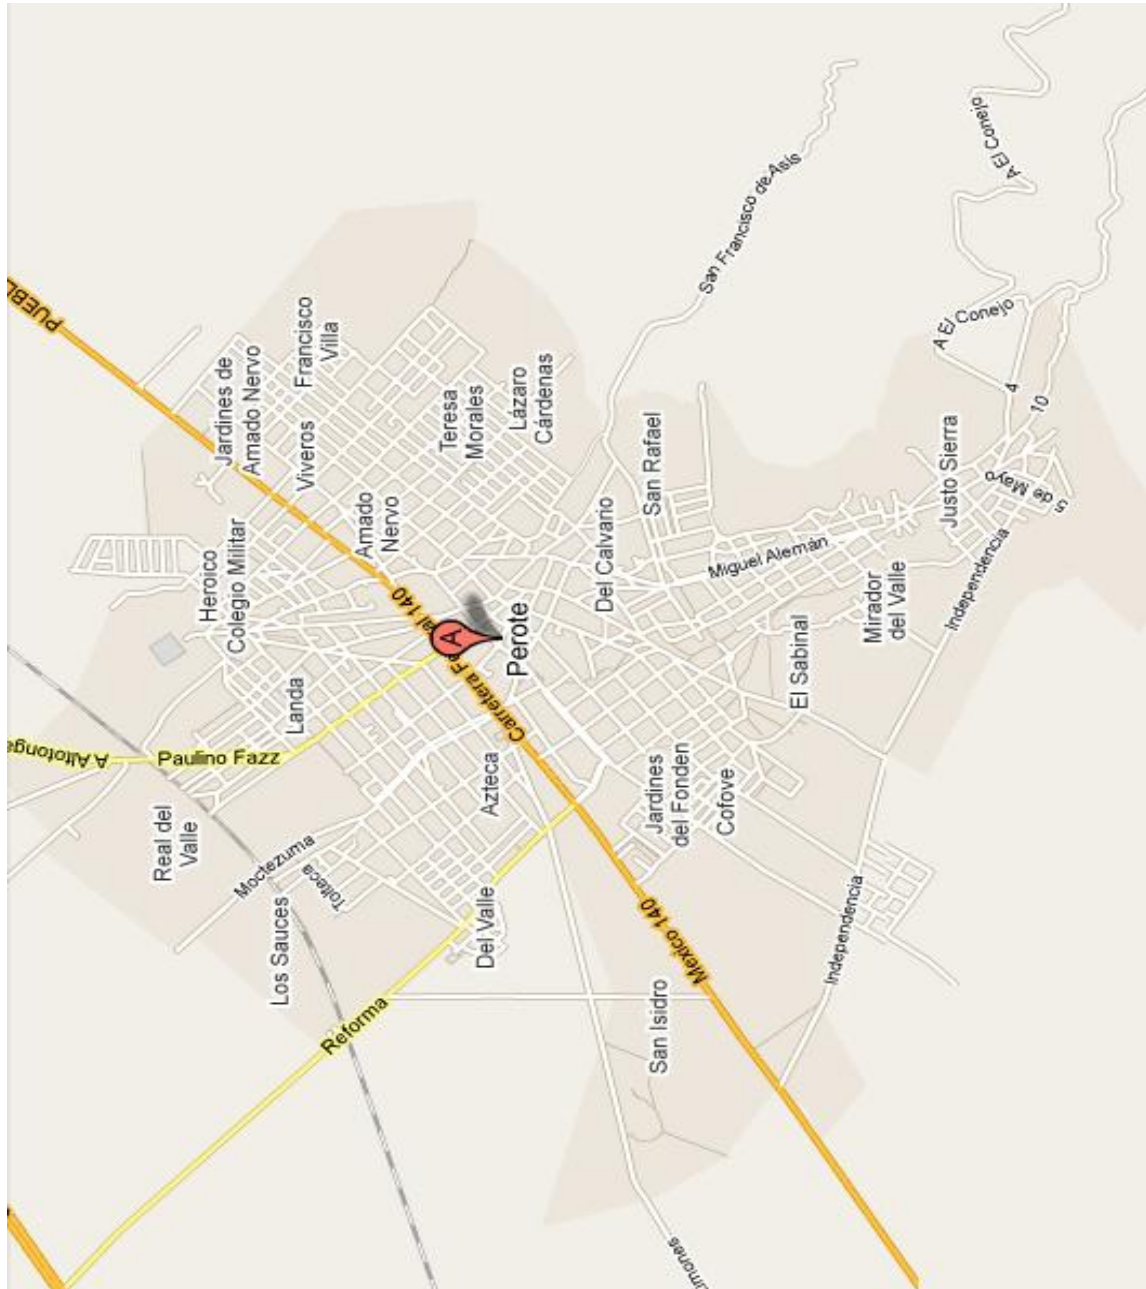 PUEBL
Jardines de
Amado Nervo
Francisco
Villa
Viveros
Teresa
Morales
Lázaro
Cárdenas
Heroico
Colegio Militar
Amado
Nervo
San Francisco de Asis
A El Conejo
A El Conejo
4
10
San Rafael
Justo Sierra
5 de Mayo
Del Calvario
Miguel Alemán
Mirador
del Valle
Independencia
A
Perote
Carretera Fe
al 140
Landa
El Sabinal
A Altotonga
Paulino Fazz
Azteca
Jardines
del Fonden
Cofove
Real del
Valle
Moctezuma
Tolteca
Los Sauces
Del Valle
Mexico 140
Independencia
Reforma
San Isidro
imones